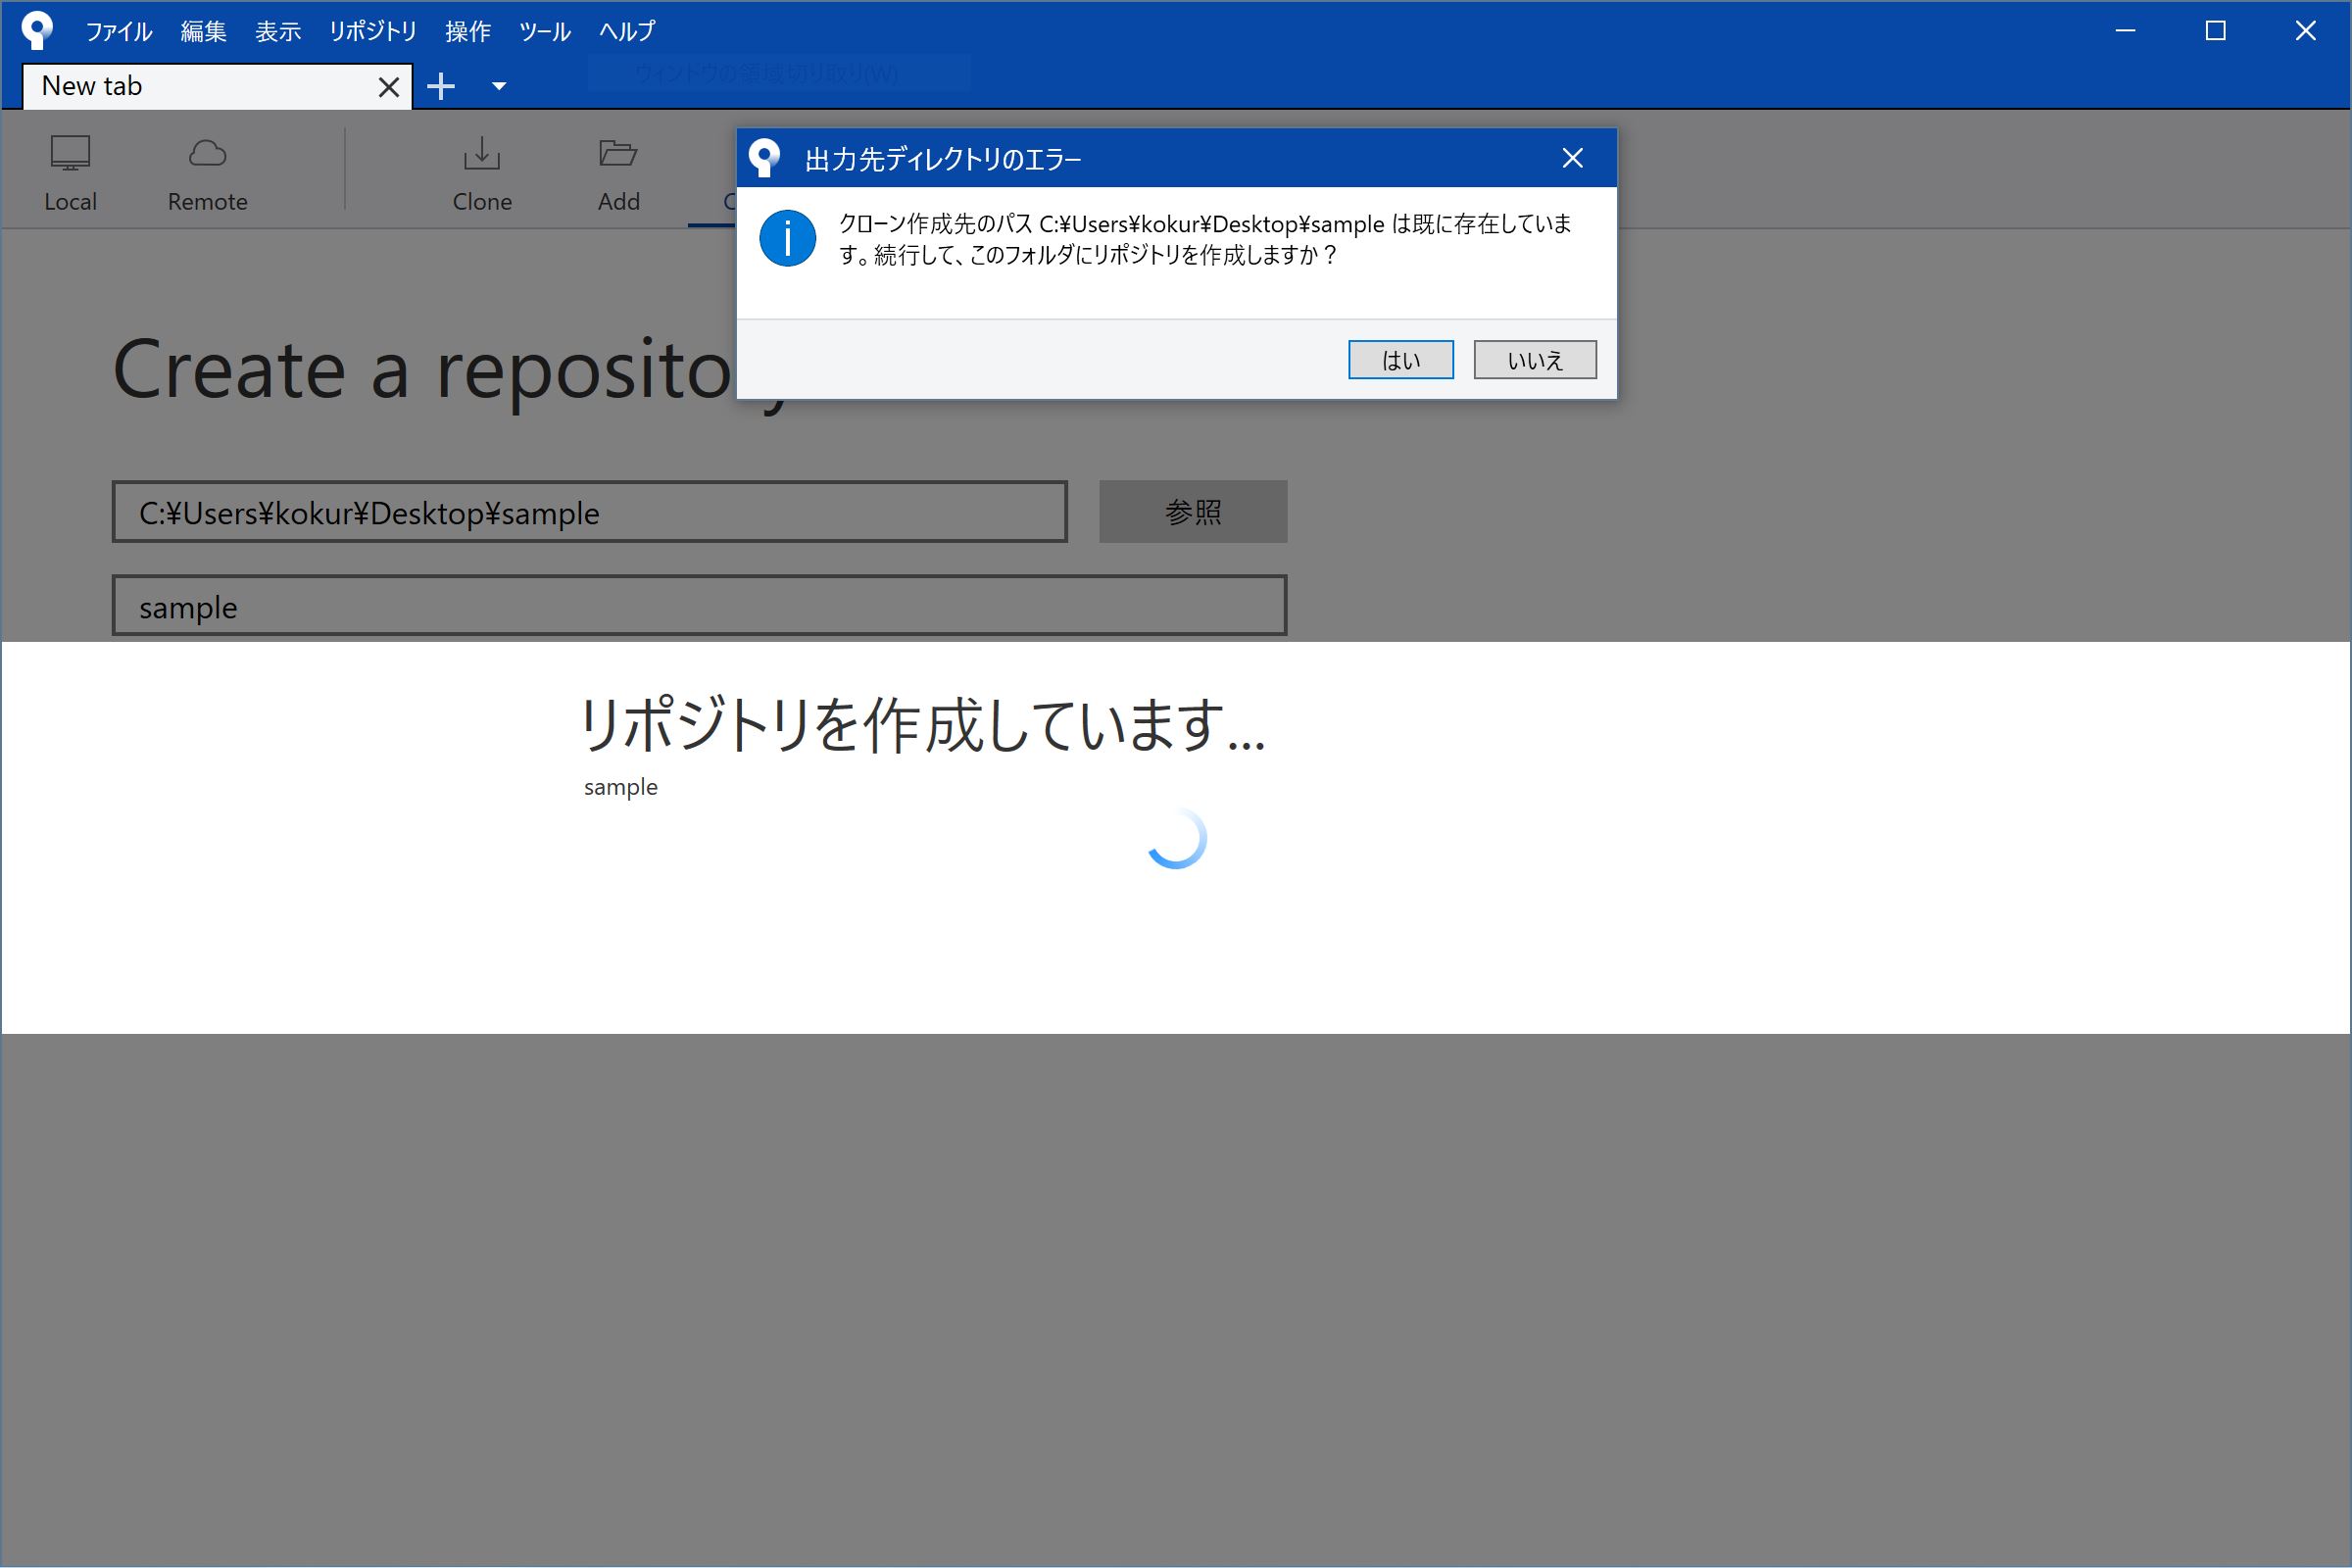 ファイル 編集 表示 リポジトリ 操作 ツール ヘルプ
ウィンドウの領域切り取り(W)
New tab
Local Remote Clone Add
出力先ディレクトリのエラー
クローン作成先のパス C:¥Users¥kokur¥Desktop¥sample は既に存在していま
す。続行して、このフォルダにリポジトリを作成しますか？
はい いいえ
Create a repository
C:¥Users¥kokur¥Desktop¥sample 参照
sample
リポジトリを作成しています...
sample